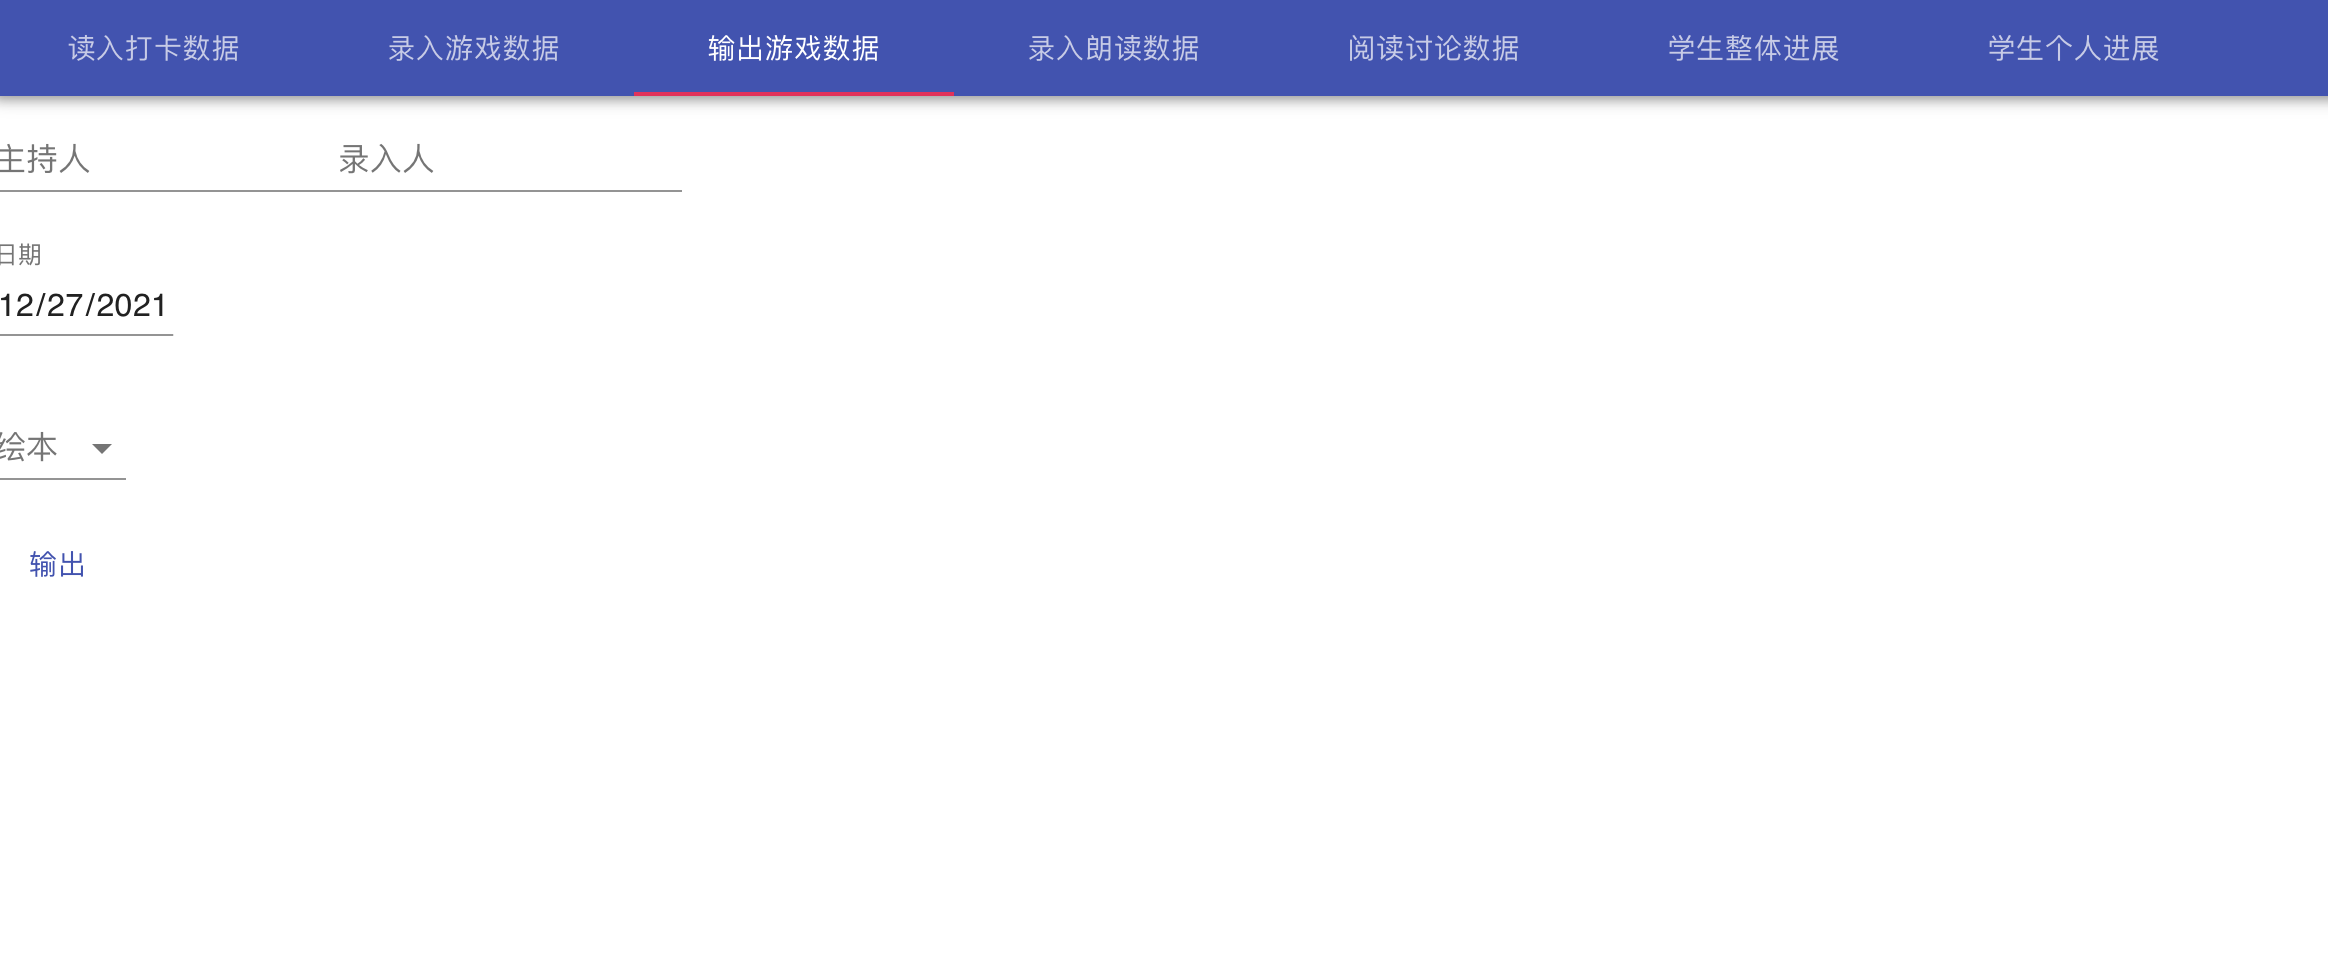 读入打卡数据 录入游戏数据 输出游戏数据 录入朗读数据 阅读讨论数据 学生整体进展 学生个人进展
主持人 录入人
日期
12/27/2021
绘本
输出